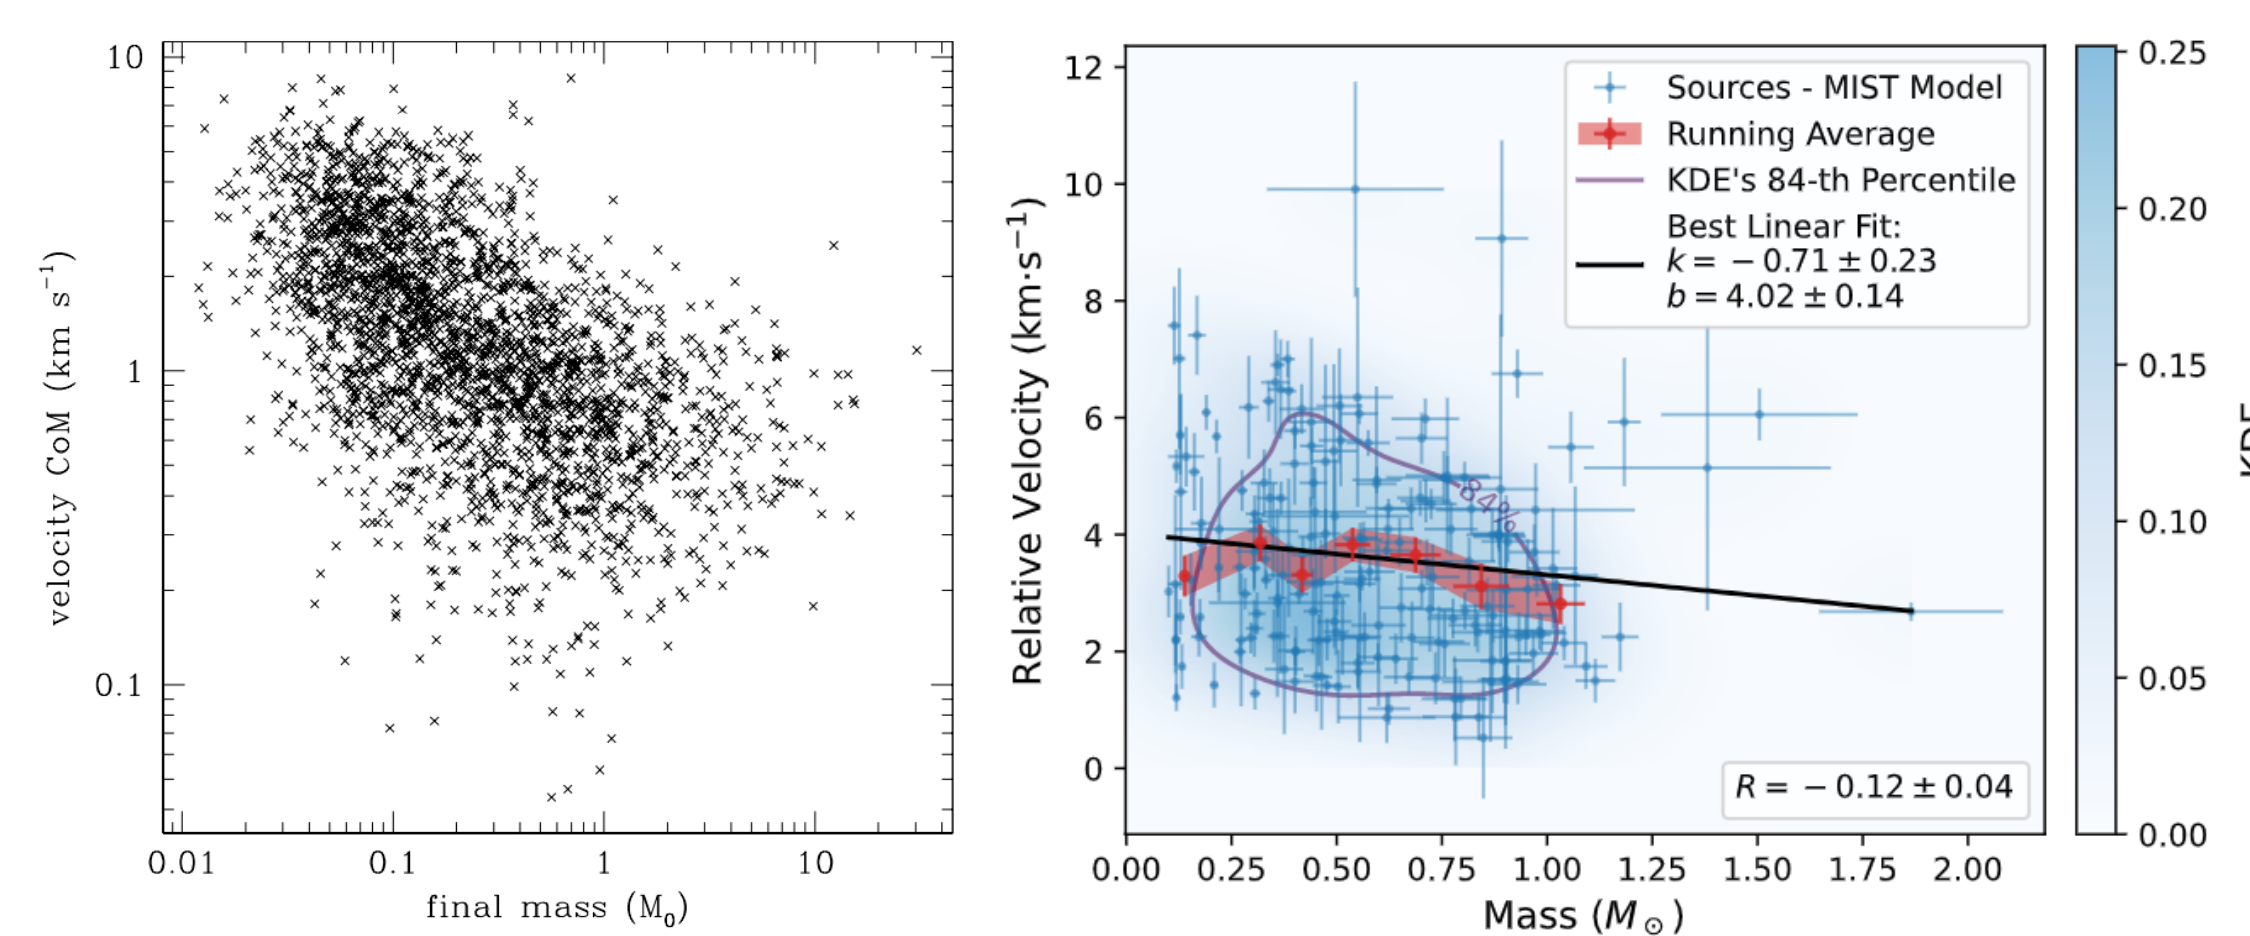 10
1
0.1
velocity CoM (km s⁻¹)
0.01 0.1 1 10
final mass (M₀)
12
10
8
6
4
2
0
Relative Velocity (km·s⁻¹)
Sources - MIST Model
Running Average
KDE's 84-th Percentile
Best Linear Fit:
k = −0.71 ± 0.23
b = 4.02 ± 0.14
84%
R = −0.12 ± 0.04
0.00 0.25 0.50 0.75 1.00 1.25 1.50 1.75 2.00
Mass (M⊙)
0.25
0.20
0.15
0.10
0.05
0.00